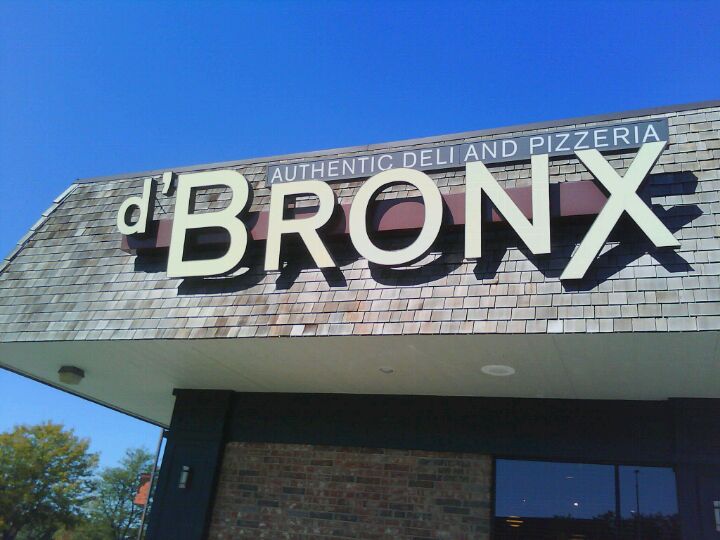 AUTHENTIC DELI AND PIZZERIA
d'BRONX